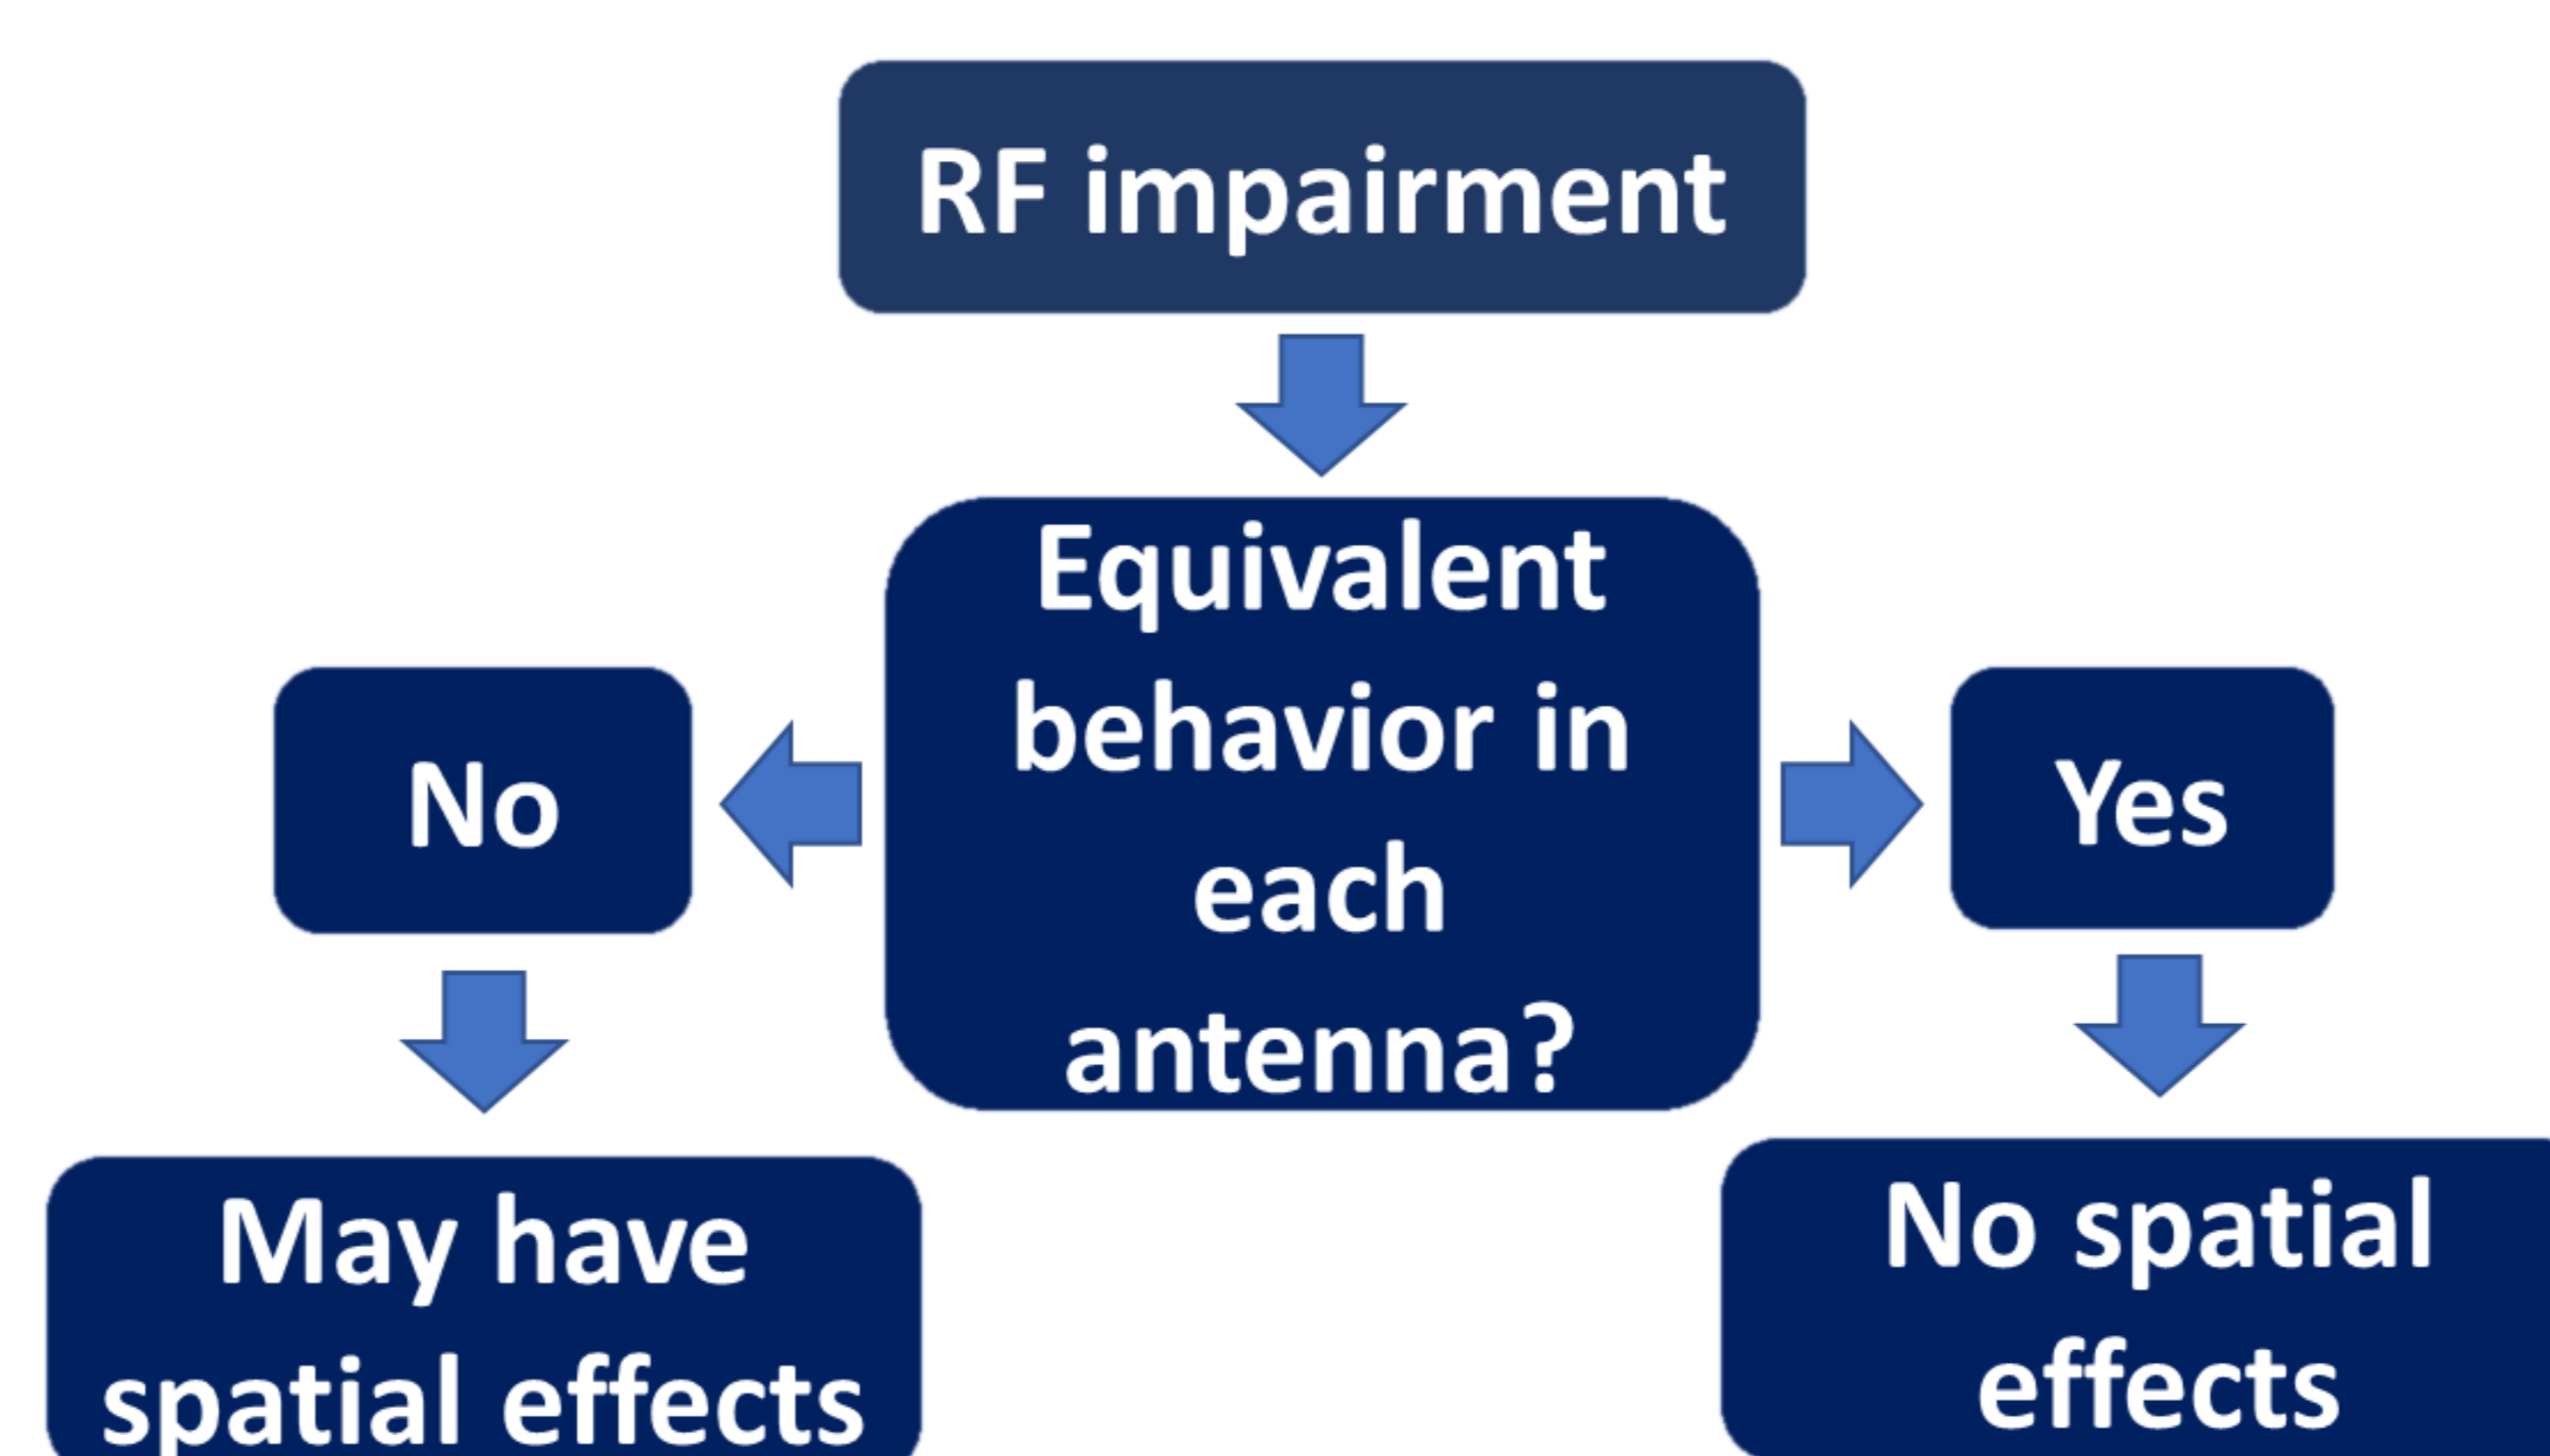 RF impairment
Equivalent
behavior in
each
antenna?
No
Yes
May have
spatial effects
No spatial
effects